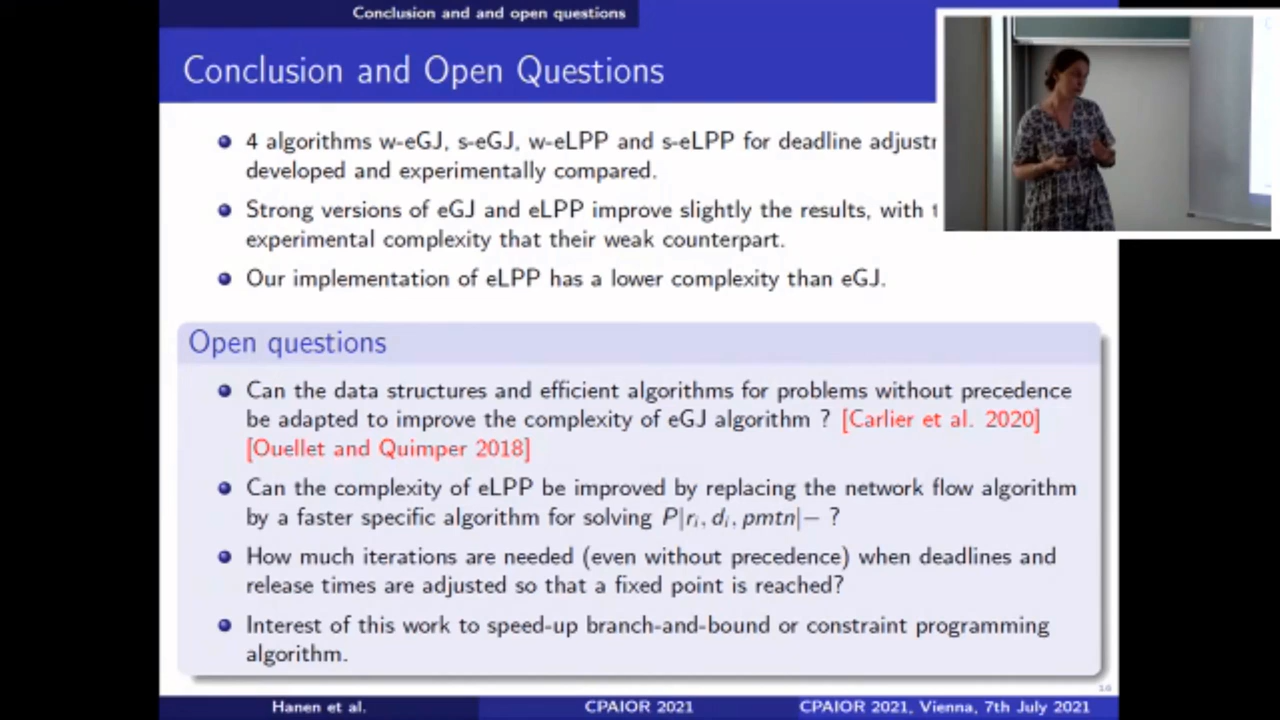 Conclusion and and open questions
Conclusion and Open Questions
4 algorithms w-eGJ, s-eGJ, w-eLPP and s-eLPP for deadline
developed and experimentally compared.
Strong versions of eGJ and eLPP improve slightly the results, with
experimental complexity that their weak counterpart.
Our implementation of eLPP has a lower complexity than eGJ.
Open questions
Can the data structures and efficient algorithms for problems without precedence
be adapted to improve the complexity of eGJ algorithm ? [Carlier et al. 2020]
[Ouellet and Quimper 2018]
Can the complexity of eLPP be improved by replacing the network flow algorithm
by a faster specific algorithm for solving P|rᵢ, dᵢ, pmtn|− ?
How much iterations are needed (even without precedence) when deadlines and
release times are adjusted so that a fixed point is reached?
Interest of this work to speed-up branch-and-bound or constraint programming
algorithm.
16
Hanen et al.
CPAIOR 2021
CPAIOR 2021, Vienna, 7th July 2021